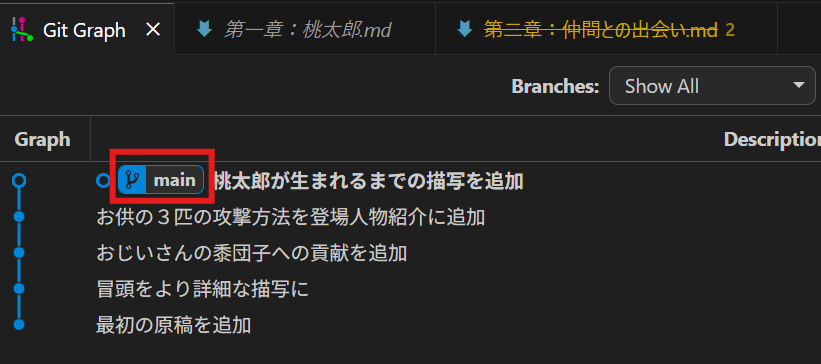 Git Graph
第一章：桃太郎.md
第二章：仲間との出会い.md 2
Branches: Show All
Graph Description
main 桃太郎が生まれるまでの描写を追加
お供の３匹の攻撃方法を登場人物紹介に追加
おじいさんの黍団子への貢献を追加
冒頭をより詳細な描写に
最初の原稿を追加